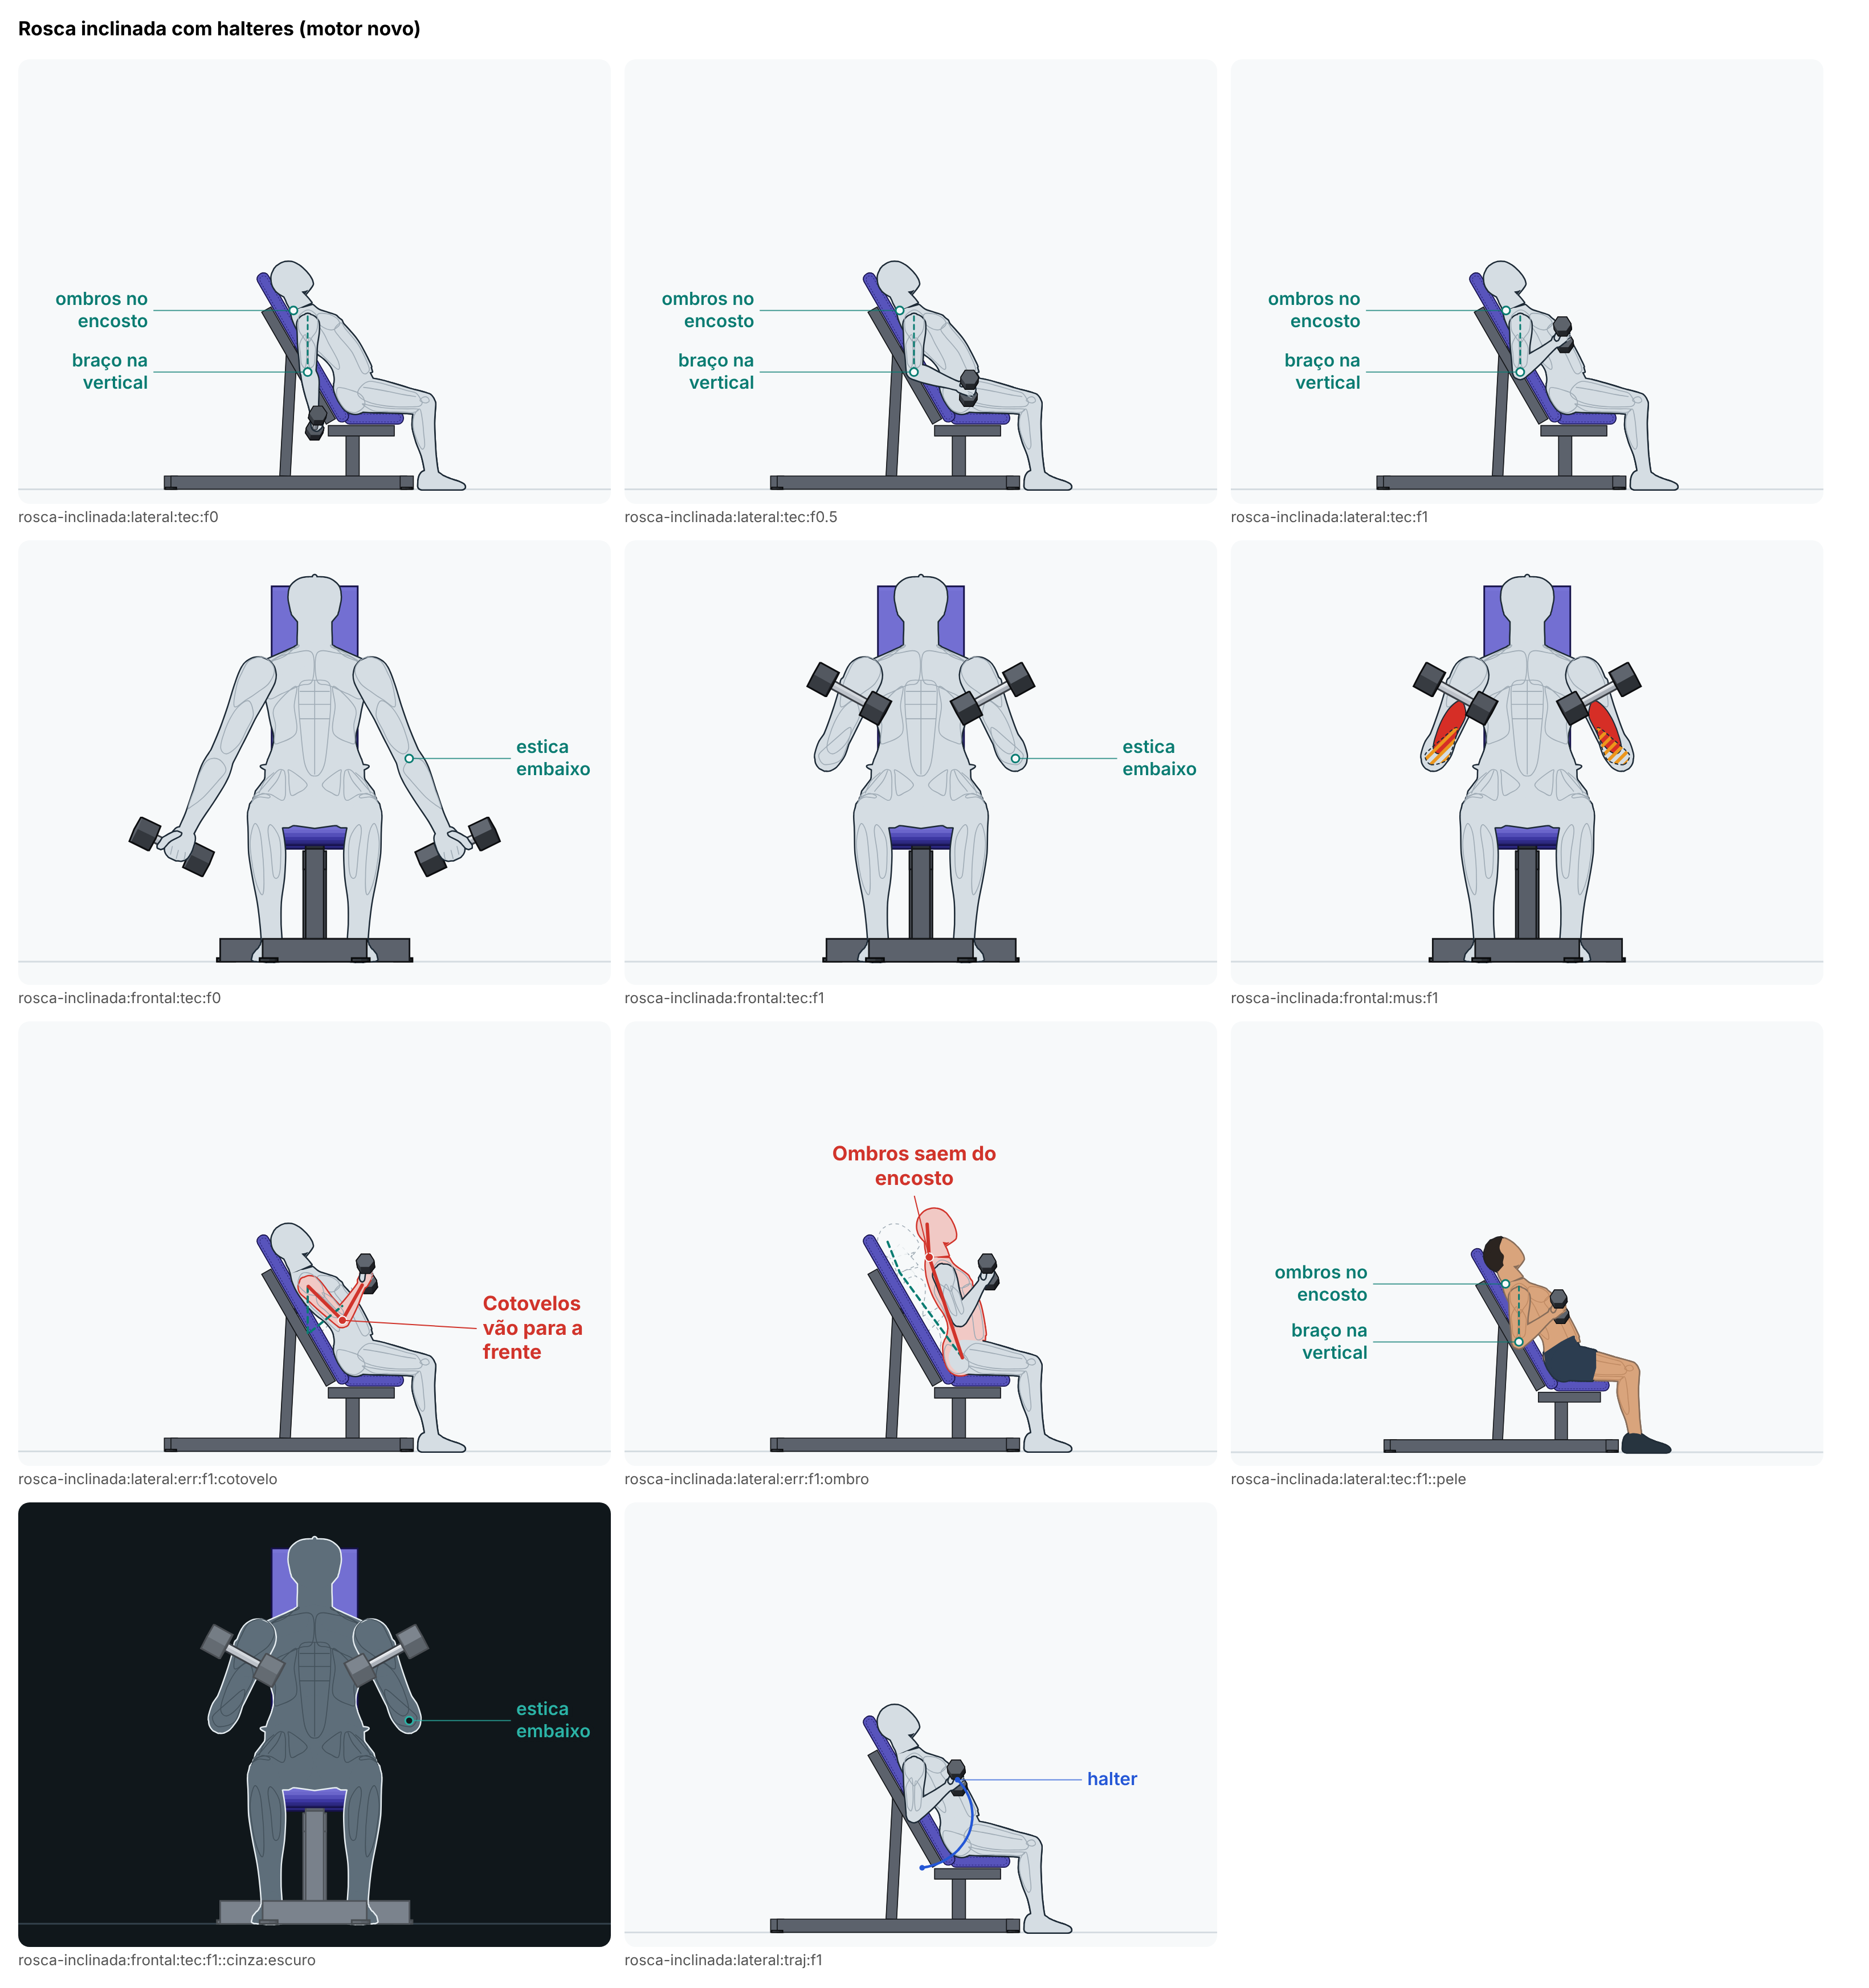 Rosca inclinada com halteres (motor novo)
ombros no
encosto
braço na
vertical
rosca-inclinada:lateral:tec:f0
ombros no
encosto
braço na
vertical
rosca-inclinada:lateral:tec:f0.5
ombros no
encosto
braço na
vertical
rosca-inclinada:lateral:tec:f1
estica
embaixo
rosca-inclinada:frontal:tec:f0
estica
embaixo
rosca-inclinada:frontal:tec:f1
rosca-inclinada:frontal:mus:f1
Cotovelos
vão para a
frente
rosca-inclinada:lateral:err:f1:cotovelo
Ombros saem do
encosto
rosca-inclinada:lateral:err:f1:ombro
ombros no
encosto
braço na
vertical
rosca-inclinada:lateral:tec:f1::pele
estica
embaixo
rosca-inclinada:frontal:tec:f1::cinza:escuro
halter
rosca-inclinada:lateral:traj:f1